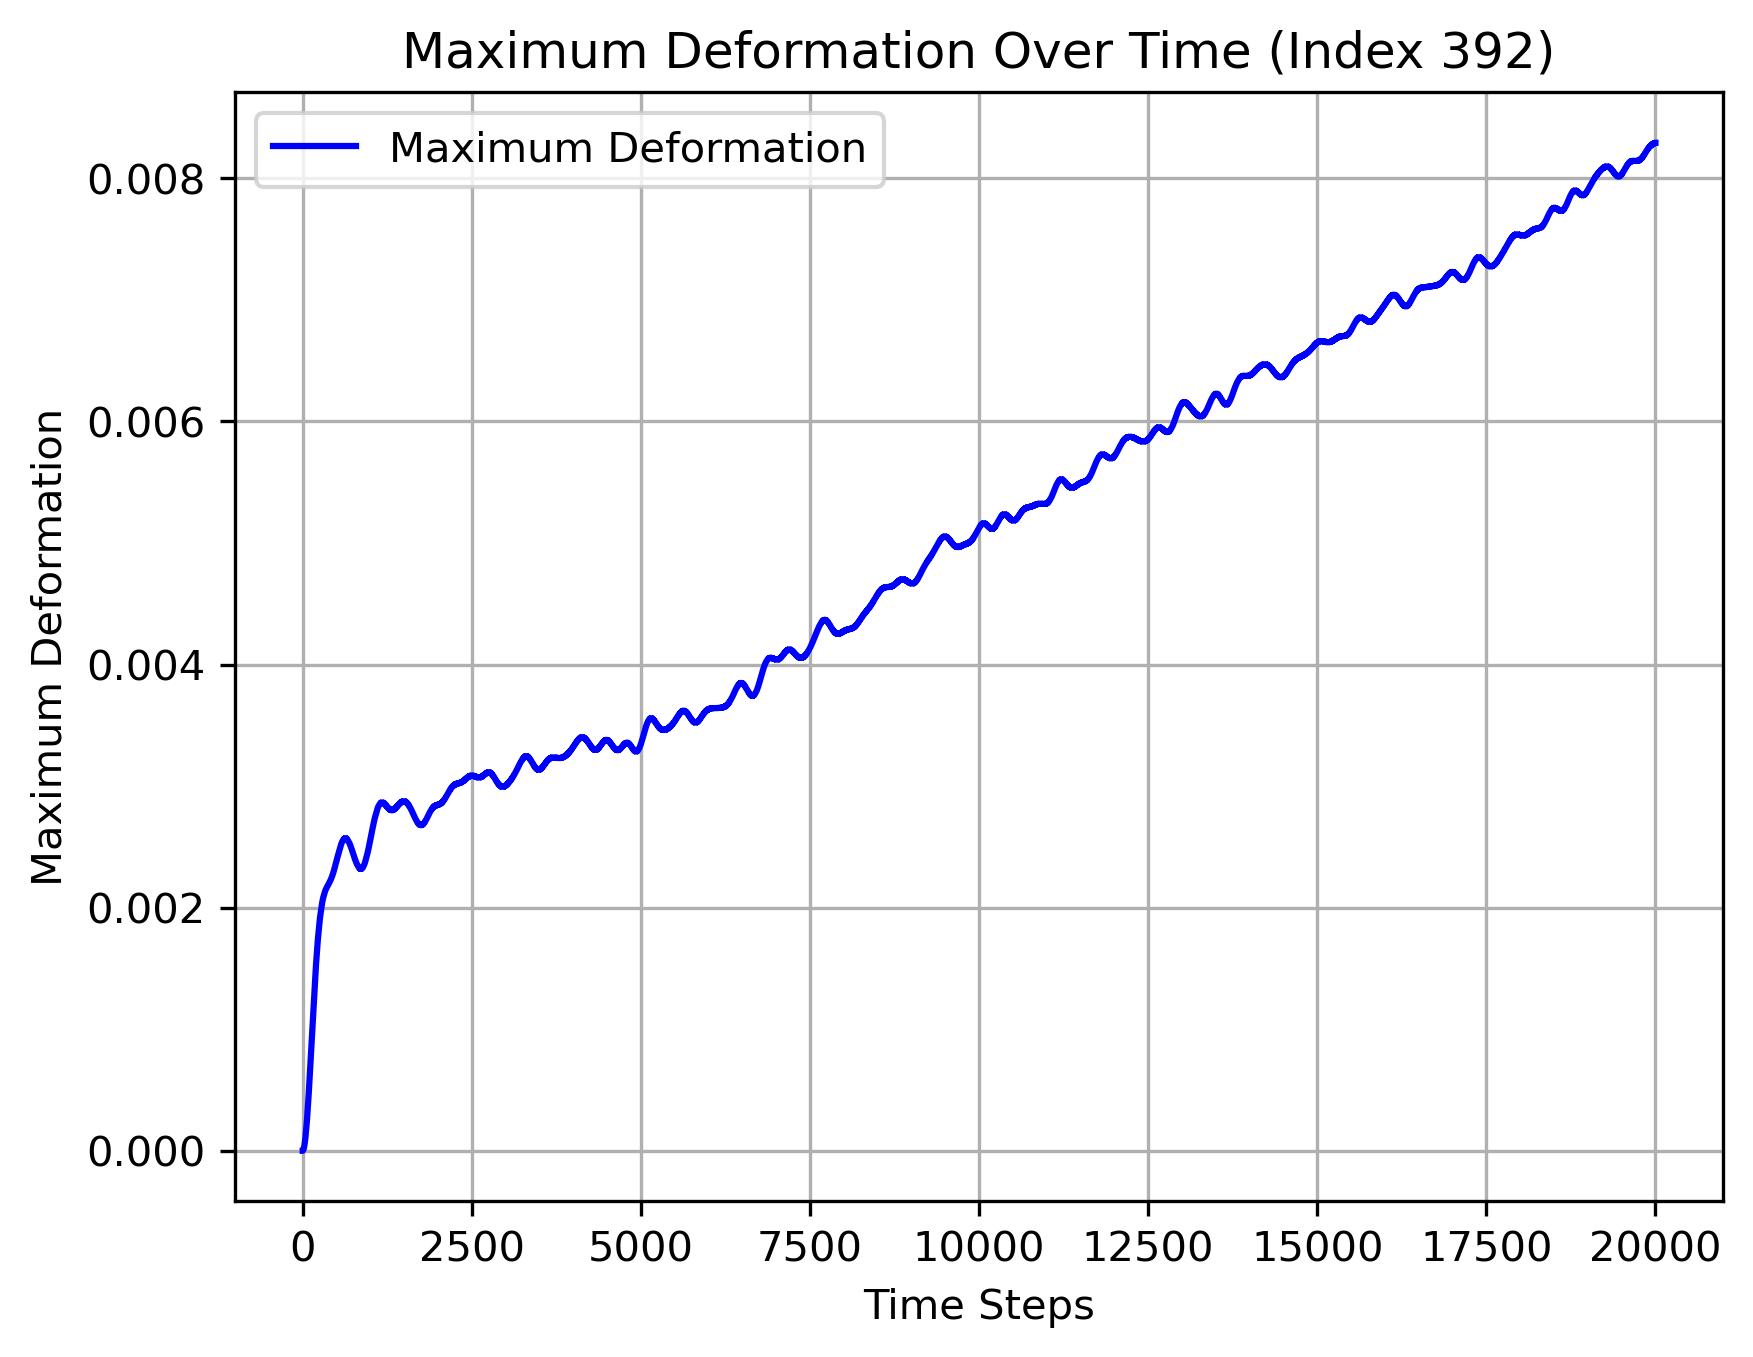 Maximum Deformation Over Time (Index 392)
Maximum Deformation
0.008
0.006
0.004
0.002
0.000
Maximum Deformation
0 2500 5000 7500 10000 12500 15000 17500 20000
Time Steps